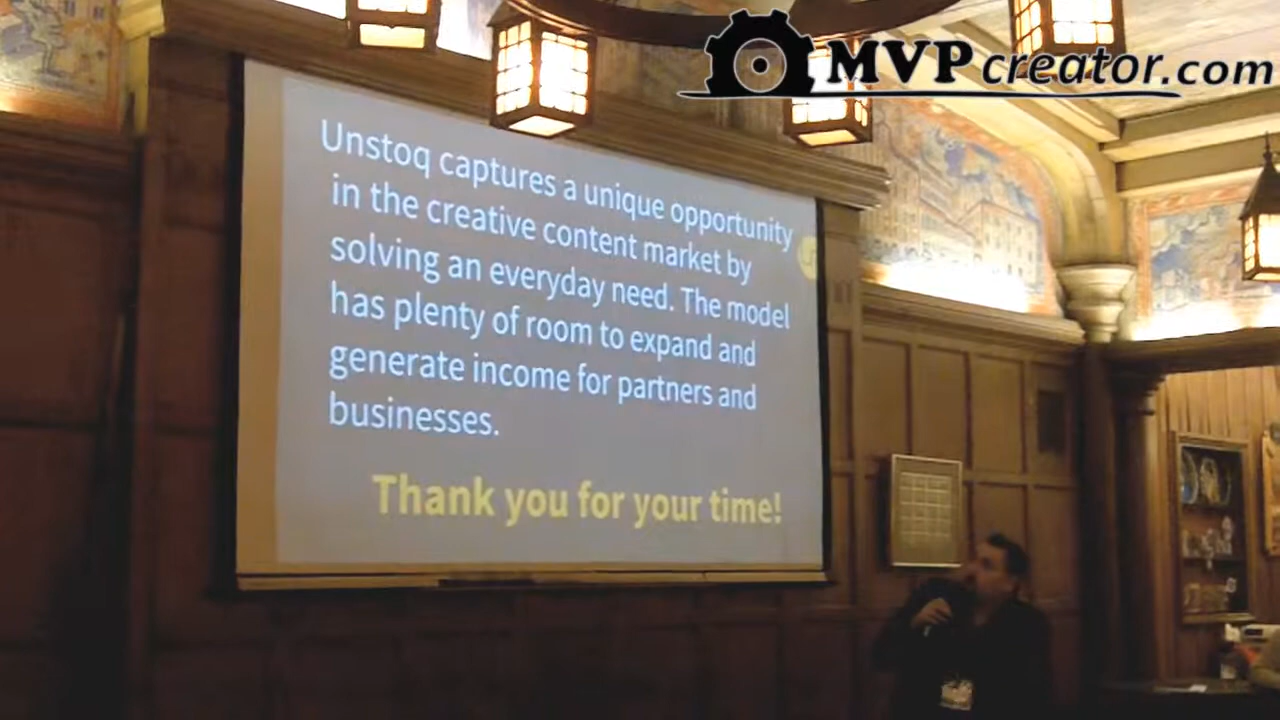 MVPcreator.com
Unstoq captures a unique opportunity
in the creative content market by
solving an everyday need. The model
has plenty of room to expand and
generate income for partners and
businesses.
Thank you for your time!